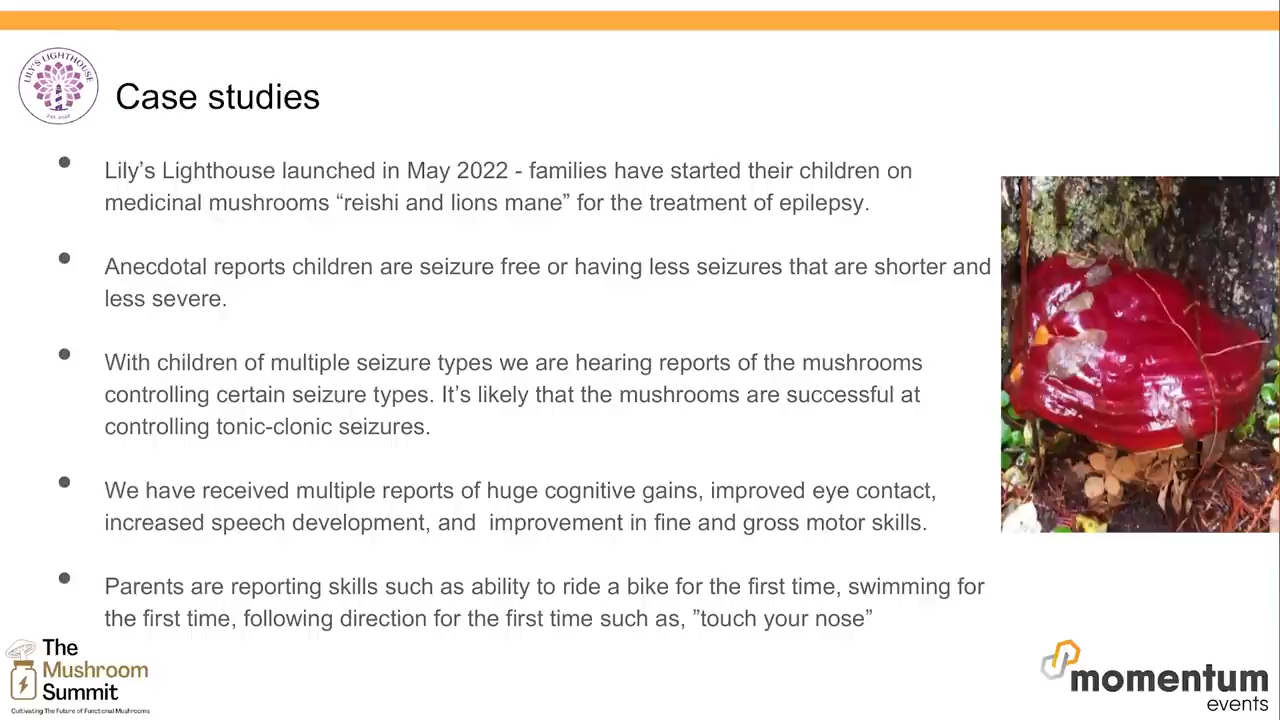 LILY'S LIGHTHOUSE
EST. 2022
Case studies
Lily’s Lighthouse launched in May 2022 - families have started their children on
medicinal mushrooms “reishi and lions mane” for the treatment of epilepsy.
Anecdotal reports children are seizure free or having less seizures that are shorter and
less severe.
With children of multiple seizure types we are hearing reports of the mushrooms
controlling certain seizure types. It’s likely that the mushrooms are successful at
controlling tonic-clonic seizures.
We have received multiple reports of huge cognitive gains, improved eye contact,
increased speech development, and  improvement in fine and gross motor skills.
Parents are reporting skills such as ability to ride a bike for the first time, swimming for
the first time, following direction for the first time such as, ”touch your nose”
The
Mushroom
Summit
Cultivating The Future of Functional Mushrooms
momentum
events